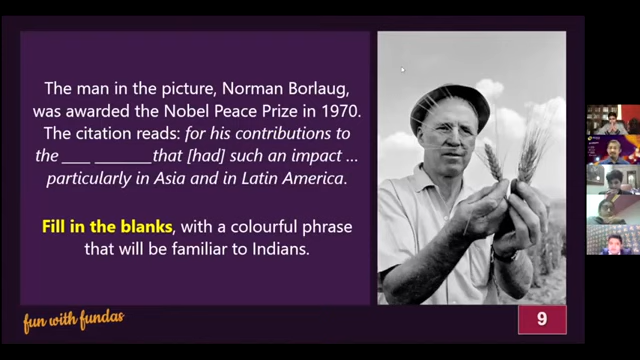 The man in the picture, Norman Borlaug,
was awarded the Nobel Peace Prize in 1970.
The citation reads: for his contributions to
the ___ _______that [had] such an impact ...
particularly in Asia and in Latin America.
Fill in the blanks, with a colourful phrase
that will be familiar to Indians.
fun with fundas
9